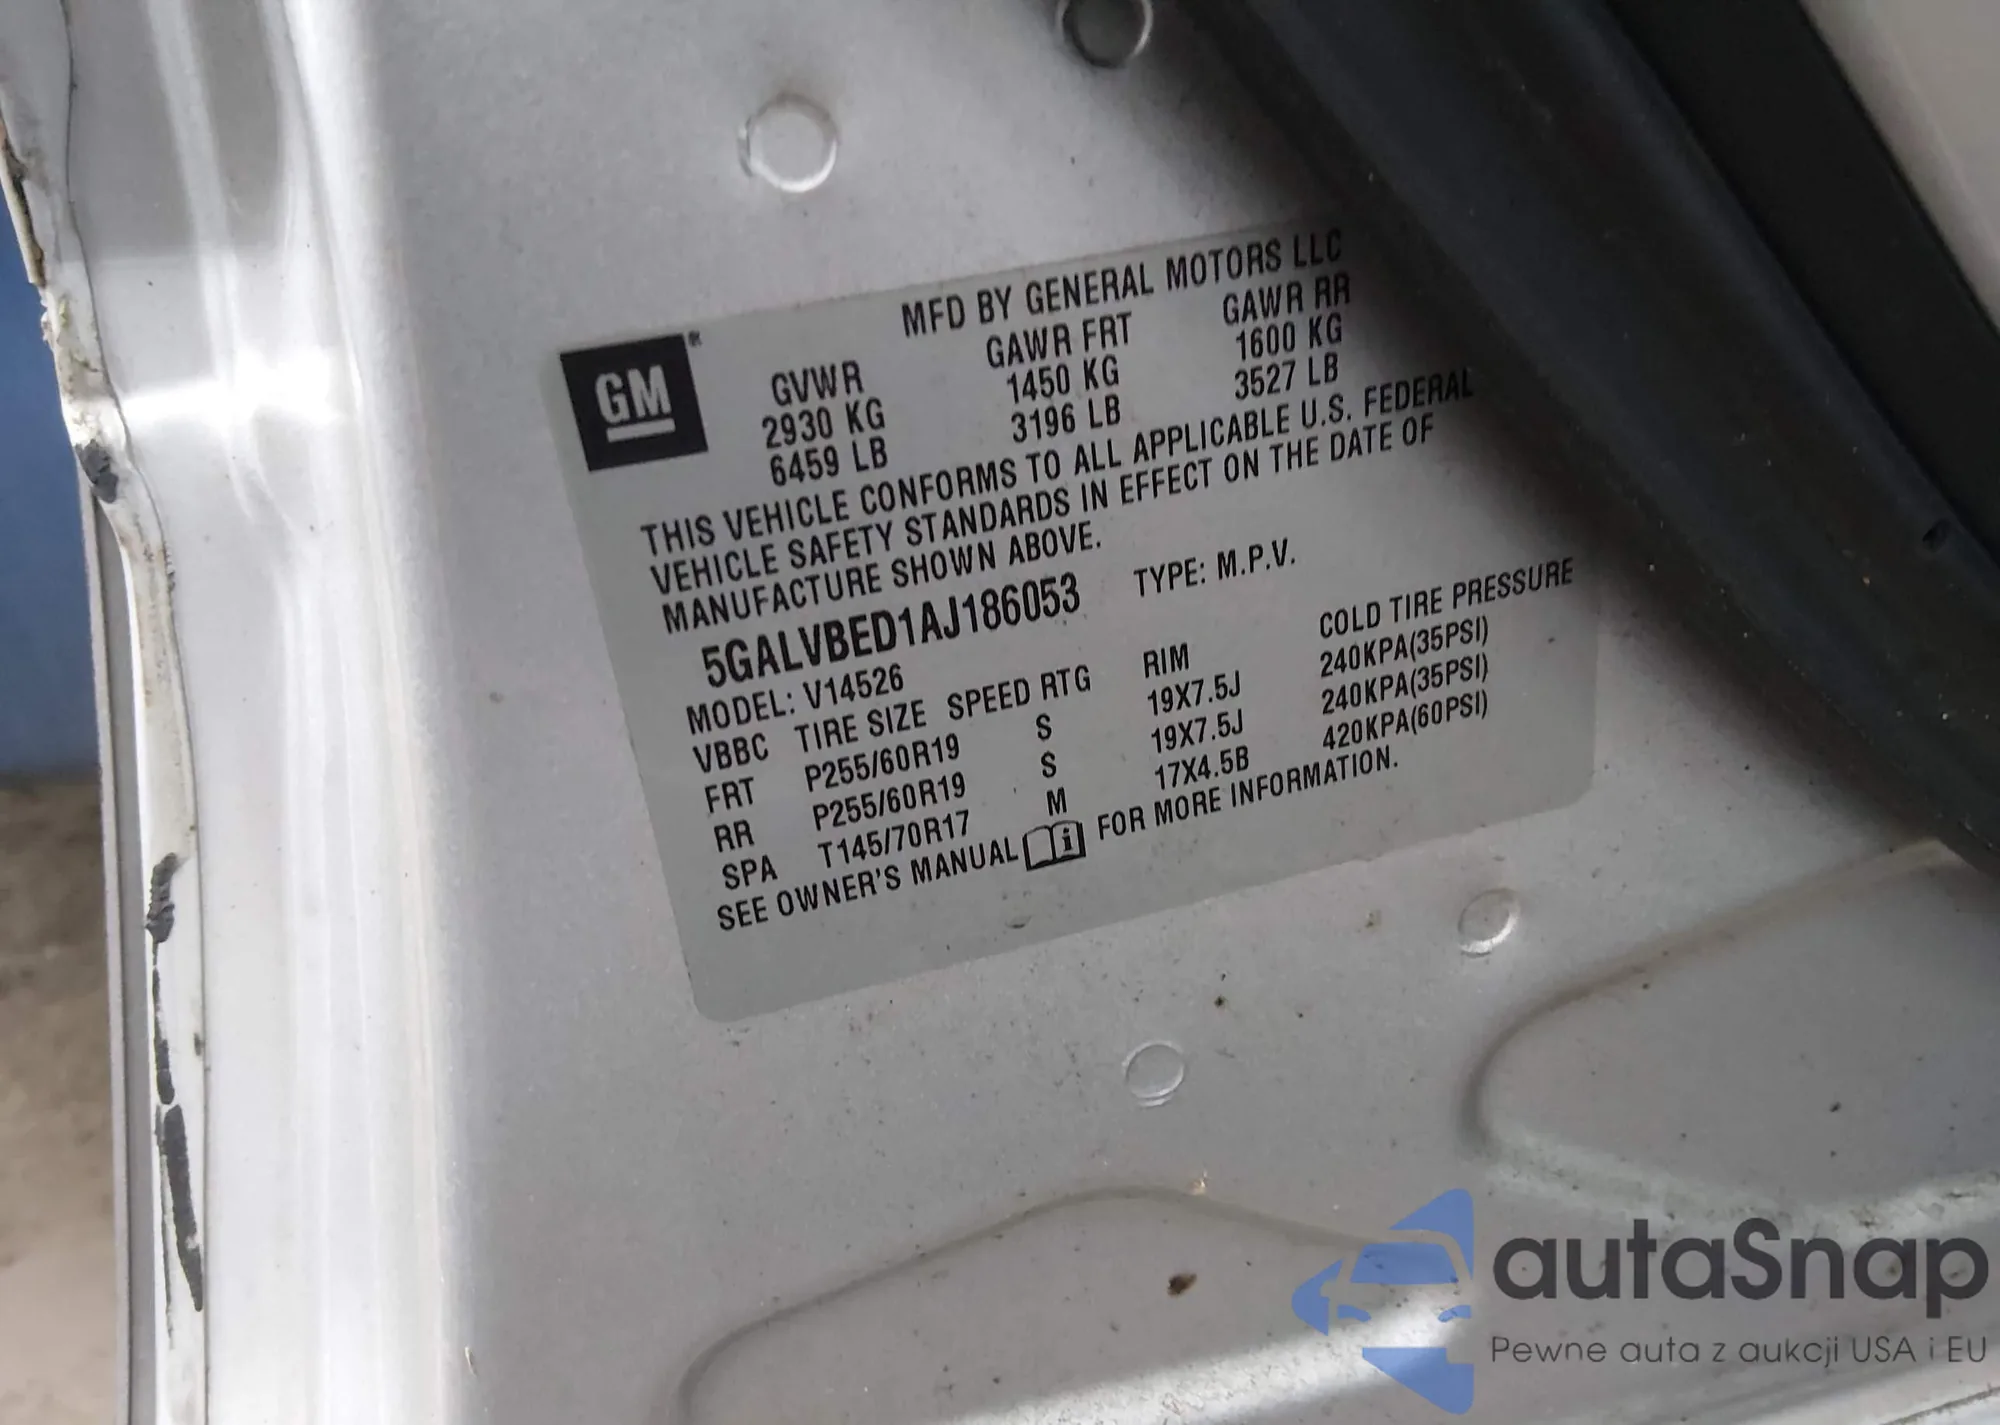 MFD BY GENERAL MOTORS LLC
GM
GVWR GAWR FRT GAWR RR
2930 KG 1450 KG 1600 KG
6459 LB 3196 LB 3527 LB
THIS VEHICLE CONFORMS TO ALL APPLICABLE U.S. FEDERAL
VEHICLE SAFETY STANDARDS IN EFFECT ON THE DATE OF
MANUFACTURE SHOWN ABOVE.
5GALVBED1AJ186053 TYPE: M.P.V.
MODEL: V14526
VBBC TIRE SIZE SPEED RTG RIM COLD TIRE PRESSURE
FRT P255/60R19 S 19X7.5J 240KPA(35PSI)
RR P255/60R19 S 19X7.5J 240KPA(35PSI)
SPA T145/70R17 M 17X4.5B 420KPA(60PSI)
SEE OWNER'S MANUAL FOR MORE INFORMATION.
autaSnap
Pewne auta z aukcji USA i EU